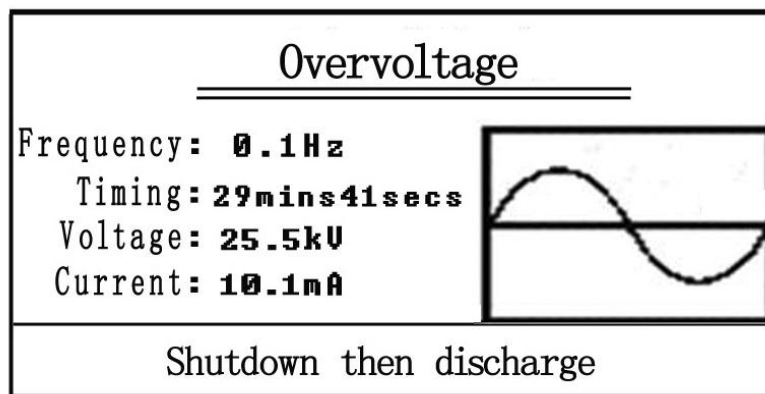 Overvoltage
Frequency: 0.1Hz
Timing: 29mins41secs
Voltage: 25.5kV
Current: 10.1mA
Shutdown then discharge